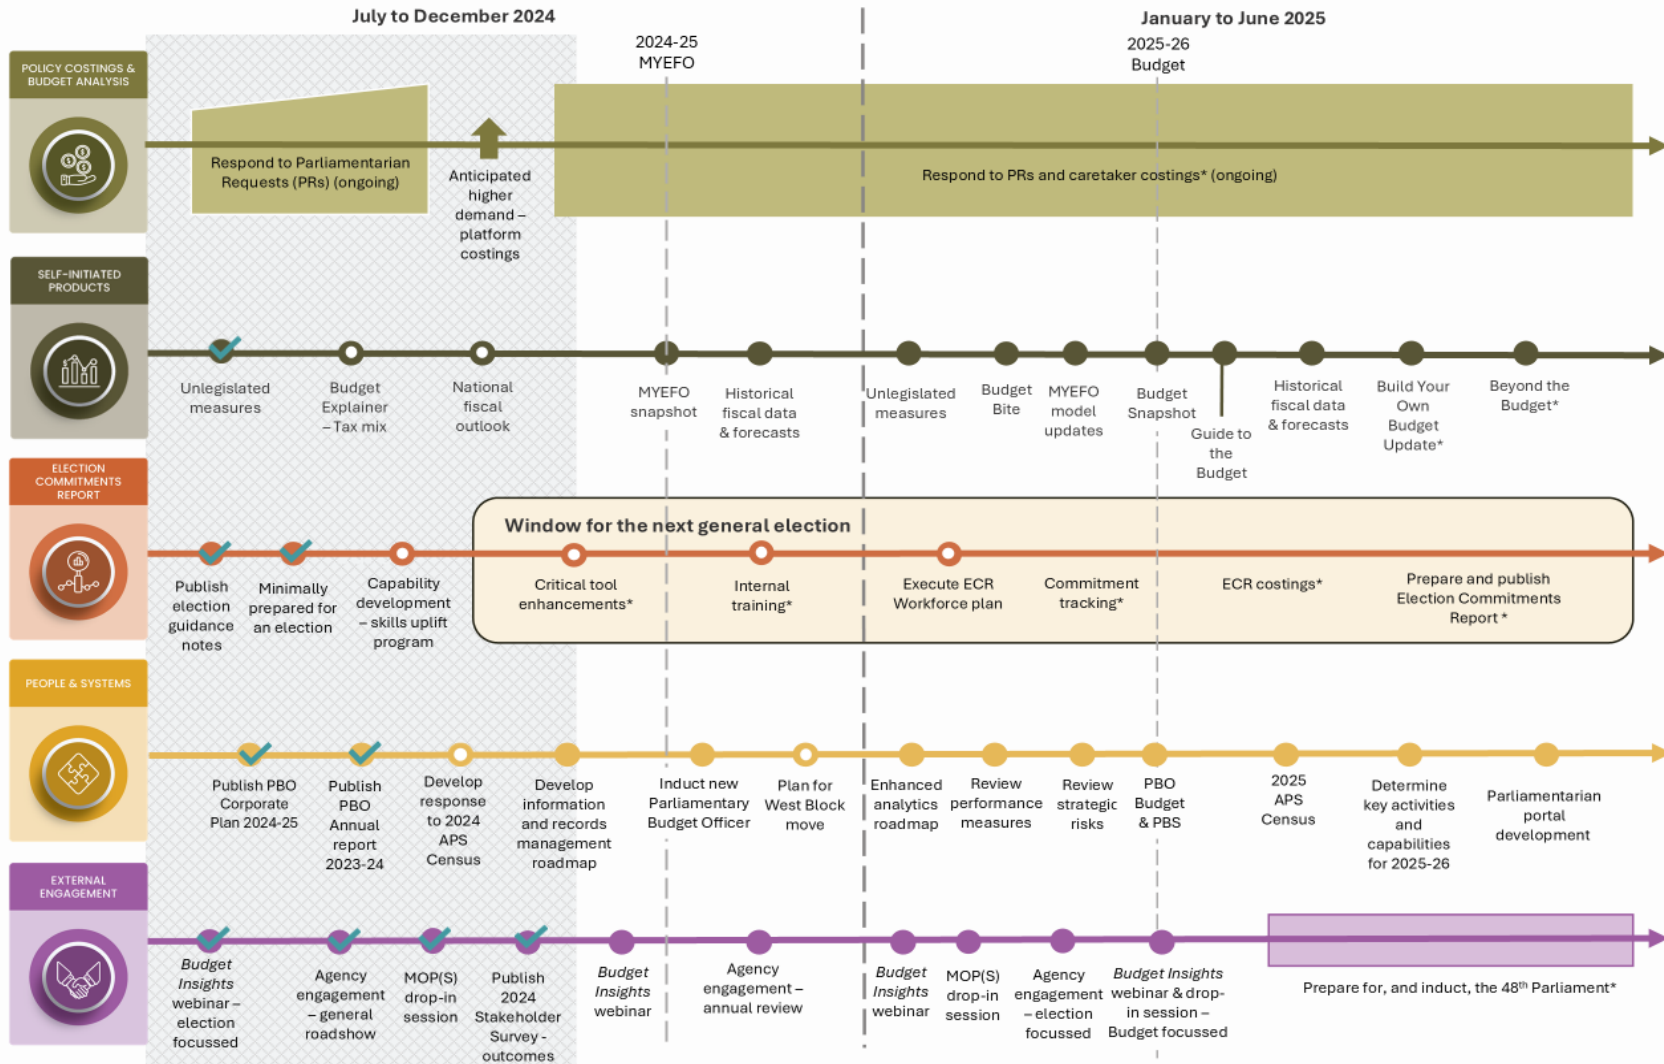 July to December 2024
January to June 2025
2024-25
MYEFO
2025-26
Budget
POLICY COSTINGS &
BUDGET ANALYSIS
Respond to Parliamentarian
Requests (PRs) (ongoing)
Anticipated
higher
demand –
platform
costings
Respond to PRs and caretaker costings* (ongoing)
SELF-INITIATED
PRODUCTS
Unlegislated
measures
Budget
Explainer
– Tax mix
National
fiscal
outlook
MYEFO
snapshot
Historical
fiscal data
& forecasts
Unlegislated
measures
Budget
Bite
MYEFO
model
updates
Budget
Snapshot
Guide to
the
Budget
Historical
fiscal data
& forecasts
Build Your
Own
Budget
Update*
Beyond the
Budget*
ELECTION
COMMITMENTS
REPORT
Window for the next general election
Publish
election
guidance
notes
Minimally
prepared for
an election
Capability
development
– skills uplift
program
Critical tool
enhancements*
Internal
training*
Execute ECR
Workforce plan
Commitment
tracking*
ECR costings*
Prepare and publish
Election Commitments
Report *
PEOPLE & SYSTEMS
Publish PBO
Corporate
Plan 2024-25
Publish
PBO
Annual
report
2023-24
Develop
response
to 2024
APS
Census
Develop
information
and records
management
roadmap
Induct new
Parliamentary
Budget Officer
Plan for
West Block
move
Enhanced
analytics
roadmap
Review
performance
measures
Review
strategic
risks
PBO
Budget
& PBS
2025
APS
Census
Determine
key activities
and
capabilities
for 2025-26
Parliamentarian
portal
development
EXTERNAL
ENGAGEMENT
Budget
Insights
webinar –
election
focussed
Agency
engagement
– general
roadshow
MOP(S)
drop-in
session
Publish
2024
Stakeholder
Survey -
outcomes
Budget
Insights
webinar
Agency
engagement –
annual review
Budget
Insights
webinar
MOP(S)
drop-in
session
Agency
engagement
– election
focussed
Budget Insights
webinar & drop-
in session –
Budget focussed
Prepare for, and induct, the 48th Parliament*